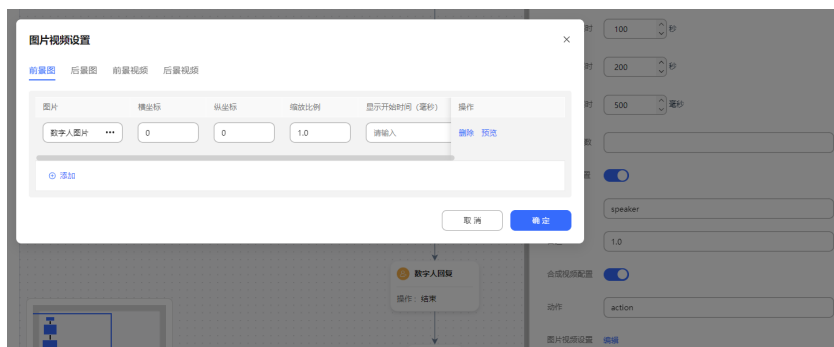 图片视频设置
前景图 后景图 前景视频 后景视频
图片 横坐标 纵坐标 缩放比例 显示开始时间（毫秒） 操作
数字人图片 ••• 0 0 1.0 请输入 删除 预览
添加
取消 确定
时 100 秒
时 200 秒
时 500 毫秒
数
置
speaker
1.0
合成视频配置
动作 action
图片视频设置 编辑
数字人回复
操作： 结束